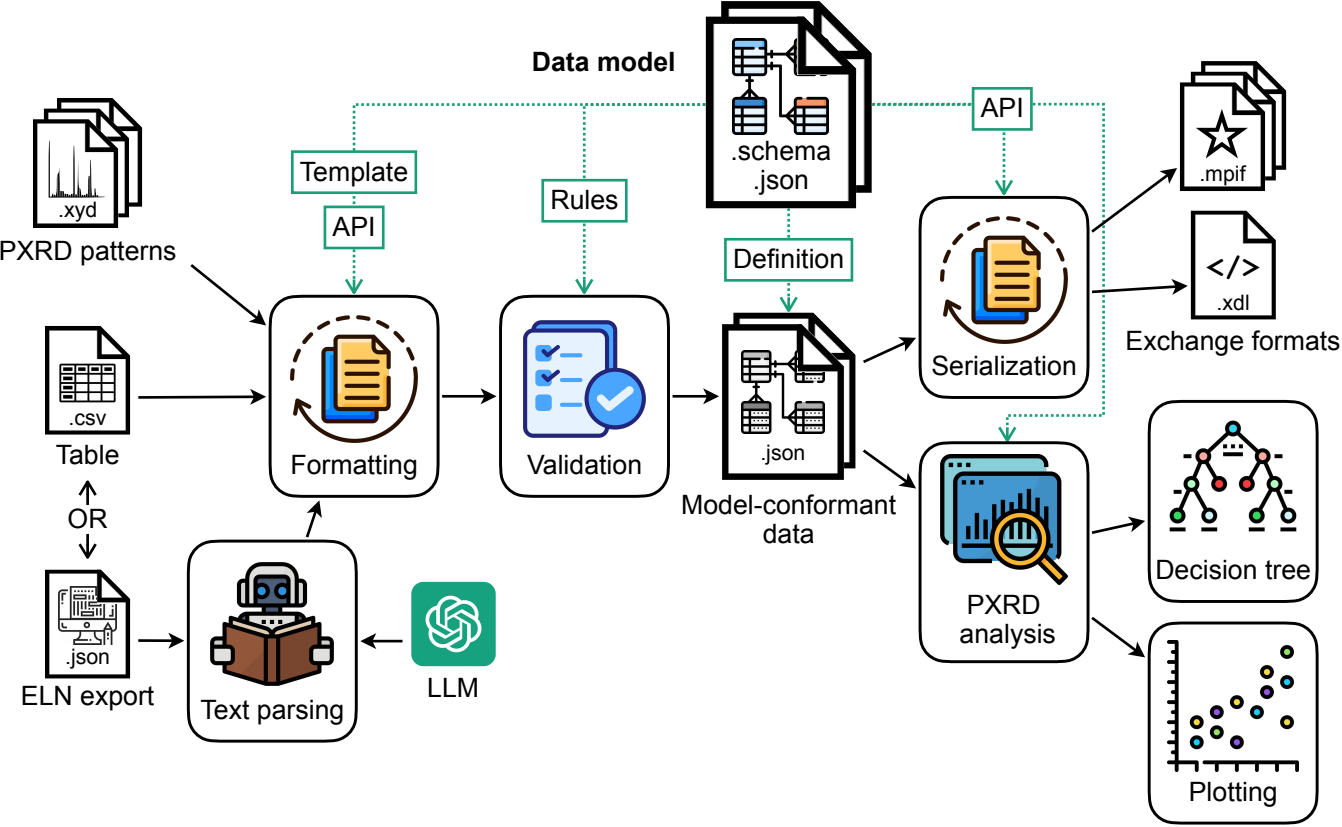 Data model
.schema
.json
API
Template
API
Rules
Definition
.xyd
PXRD patterns
.mpif
</>
.xdl
Exchange formats
.csv
Table
OR
.json
ELN export
Formatting
Validation
.json
Model-conformant
data
Serialization
Text parsing
LLM
PXRD
analysis
Decision tree
Plotting